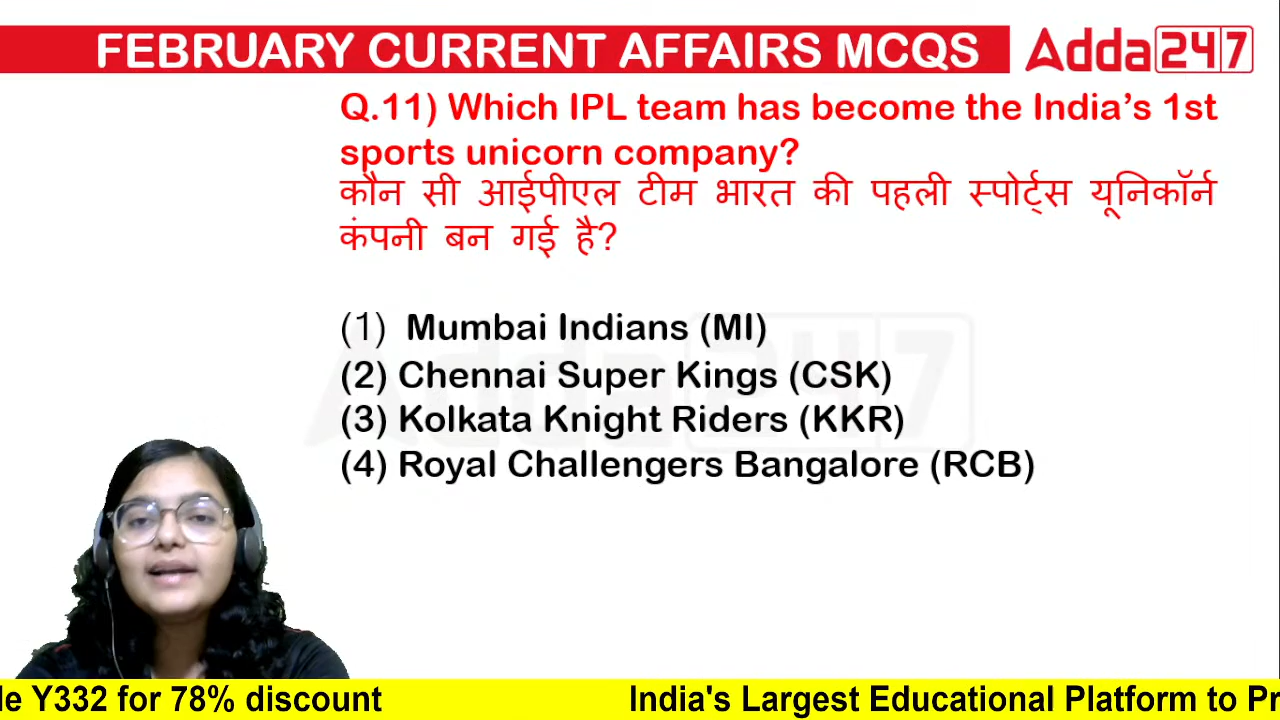 FEBRUARY CURRENT AFFAIRS MCQS
Adda247
Q.11) Which IPL team has become the India's 1st
sports unicorn company?
कौन सी आईपीएल टीम भारत की पहली स्पोर्ट्स यूनिकॉर्न
कंपनी बन गई है?
(1) Mumbai Indians (MI)
(2) Chennai Super Kings (CSK)
(3) Kolkata Knight Riders (KKR)
(4) Royal Challengers Bangalore (RCB)
Adda247
le Y332 for 78% discount India's Largest Educational Platform to Pr